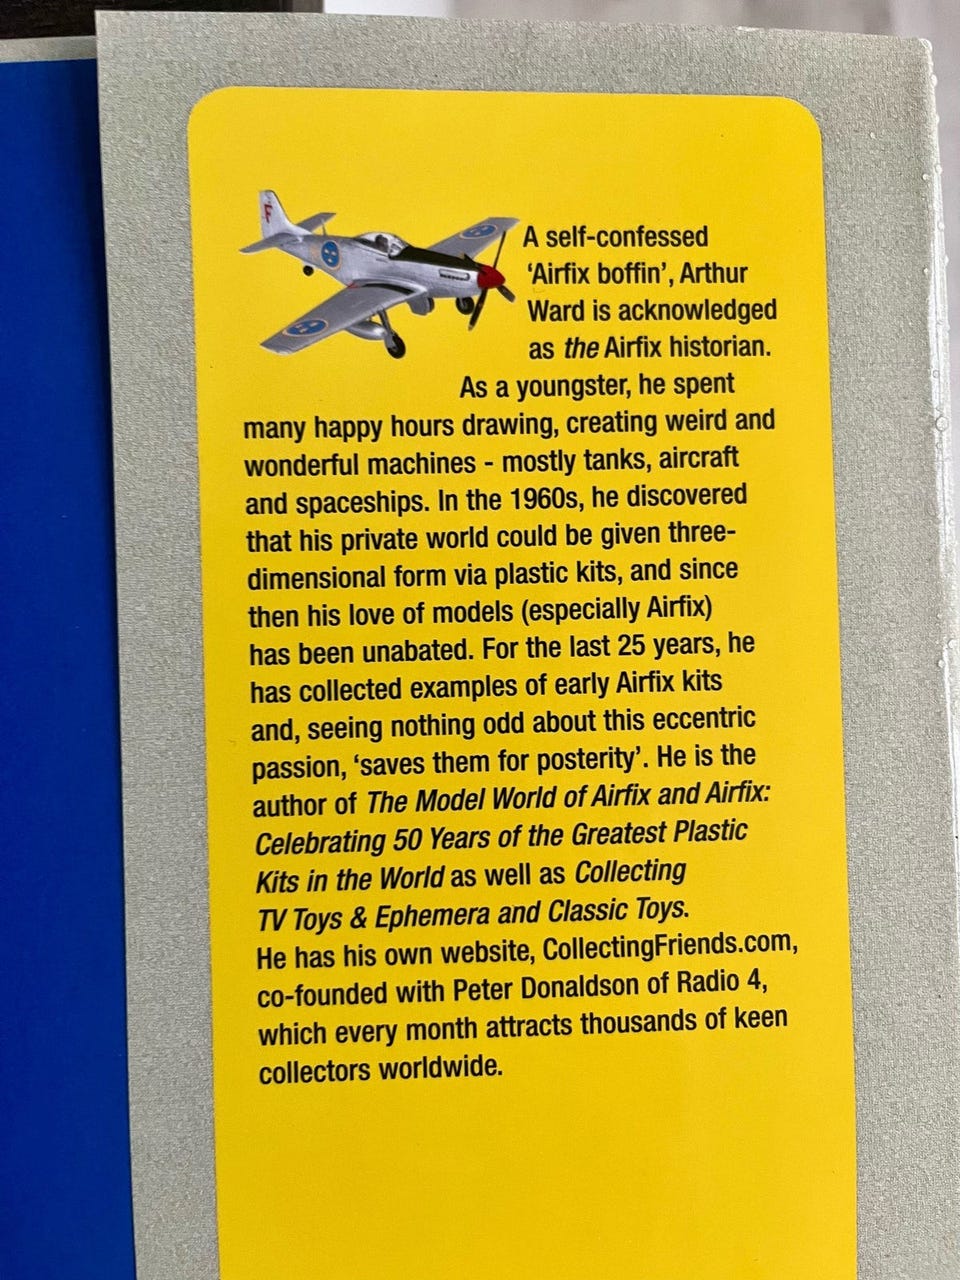 A self-confessed
‘Airfix boffin’, Arthur
Ward is acknowledged
as the Airfix historian.
As a youngster, he spent
many happy hours drawing, creating weird and
wonderful machines - mostly tanks, aircraft
and spaceships. In the 1960s, he discovered
that his private world could be given three-
dimensional form via plastic kits, and since
then his love of models (especially Airfix)
has been unabated. For the last 25 years, he
has collected examples of early Airfix kits
and, seeing nothing odd about this eccentric
passion, ‘saves them for posterity’. He is the
author of The Model World of Airfix and Airfix:
Celebrating 50 Years of the Greatest Plastic
Kits in the World as well as Collecting
TV Toys & Ephemera and Classic Toys.
He has his own website, CollectingFriends.com,
co-founded with Peter Donaldson of Radio 4,
which every month attracts thousands of keen
collectors worldwide.